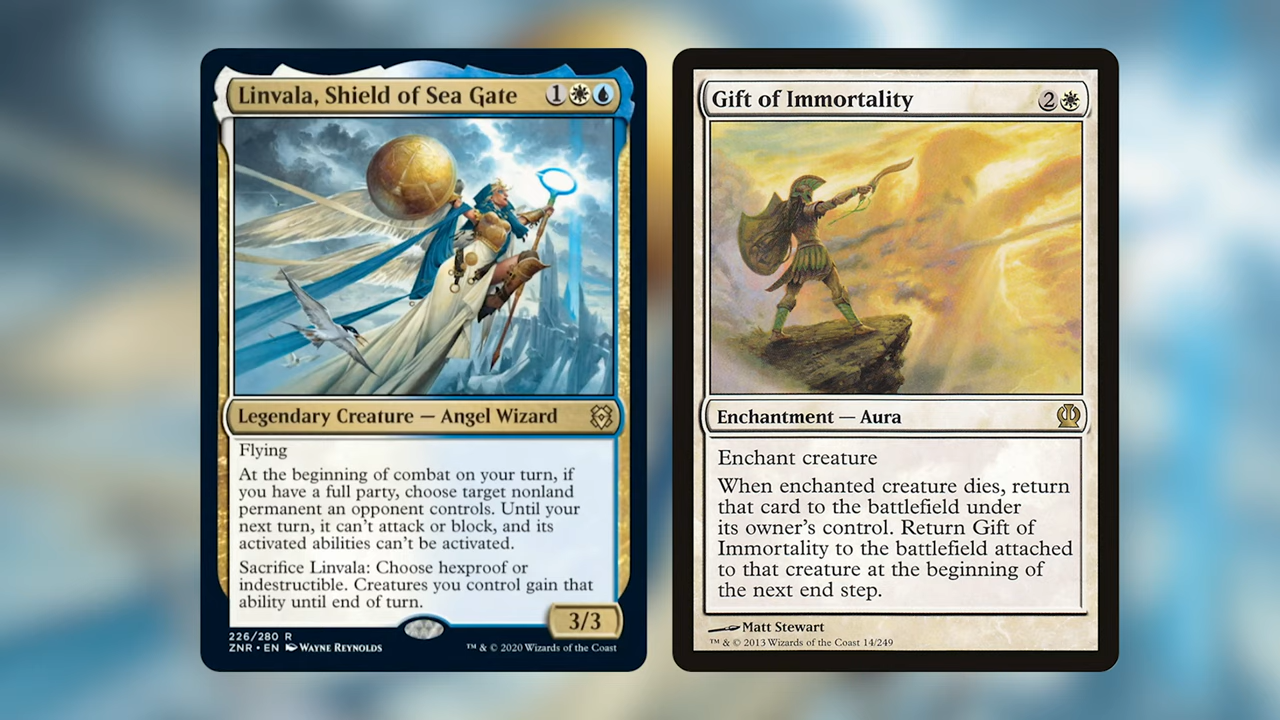 Linvala, Shield of Sea Gate 1
Legendary Creature — Angel Wizard
Flying
At the beginning of combat on your turn, if
you have a full party, choose target nonland
permanent an opponent controls. Until your
next turn, it can't attack or block, and its
activated abilities can't be activated.
Sacrifice Linvala: Choose hexproof or
indestructible. Creatures you control gain that
ability until end of turn.
3/3
226/280 R
ZNR • EN Wayne Reynolds
™ & © 2020 Wizards of the Coast
Gift of Immortality 2
Enchantment — Aura
Enchant creature
When enchanted creature dies, return
that card to the battlefield under
its owner's control. Return Gift of
Immortality to the battlefield attached
to that creature at the beginning of
the next end step.
Matt Stewart
™ & © 2013 Wizards of the Coast 14/249